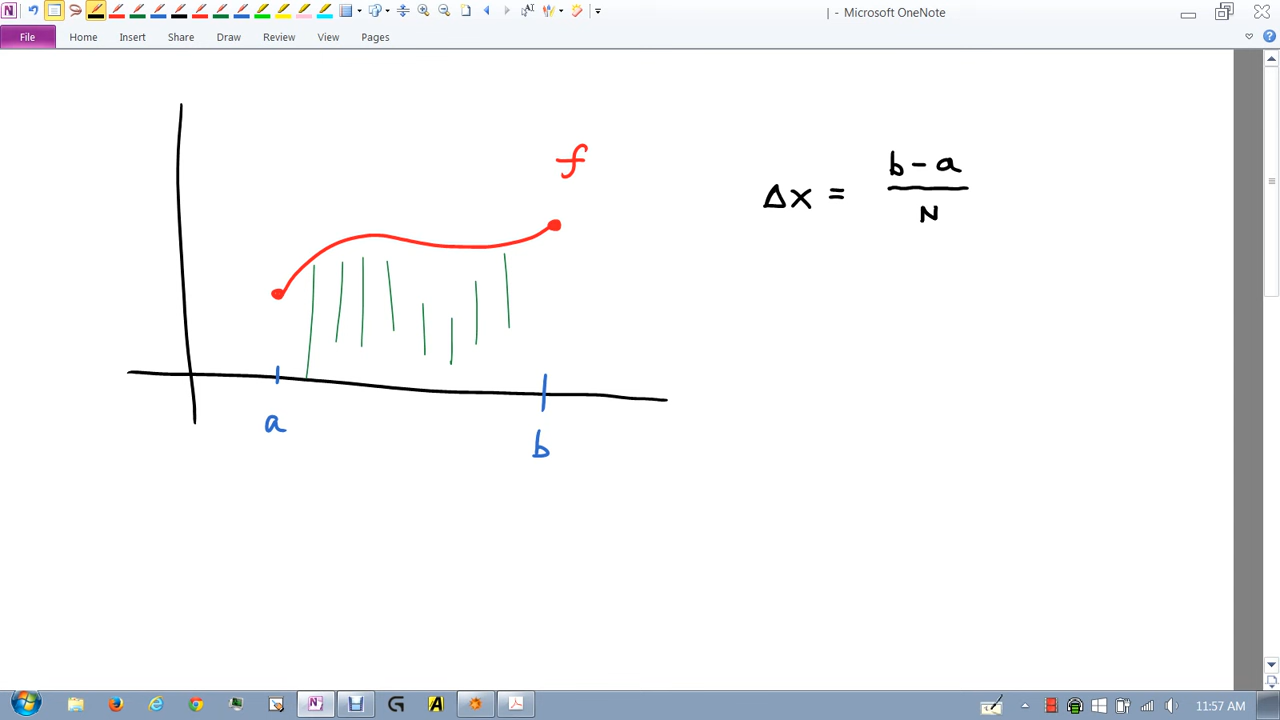 | - Microsoft OneNote
File Home Insert Share Draw Review View Pages
f
Δx = b - a / N
a
b
11:57 AM